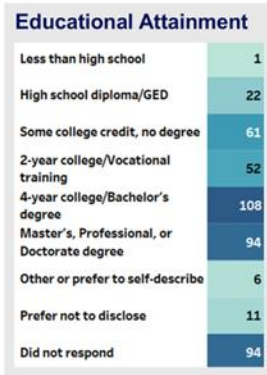 Educational Attainment
Less than high school 1
High school diploma/GED 22
Some college credit, no degree 61
2-year college/Vocational
training 52
4-year college/Bachelor's
degree 108
Master's, Professional, or
Doctorate degree 94
Other or prefer to self-describe 6
Prefer not to disclose 11
Did not respond 94